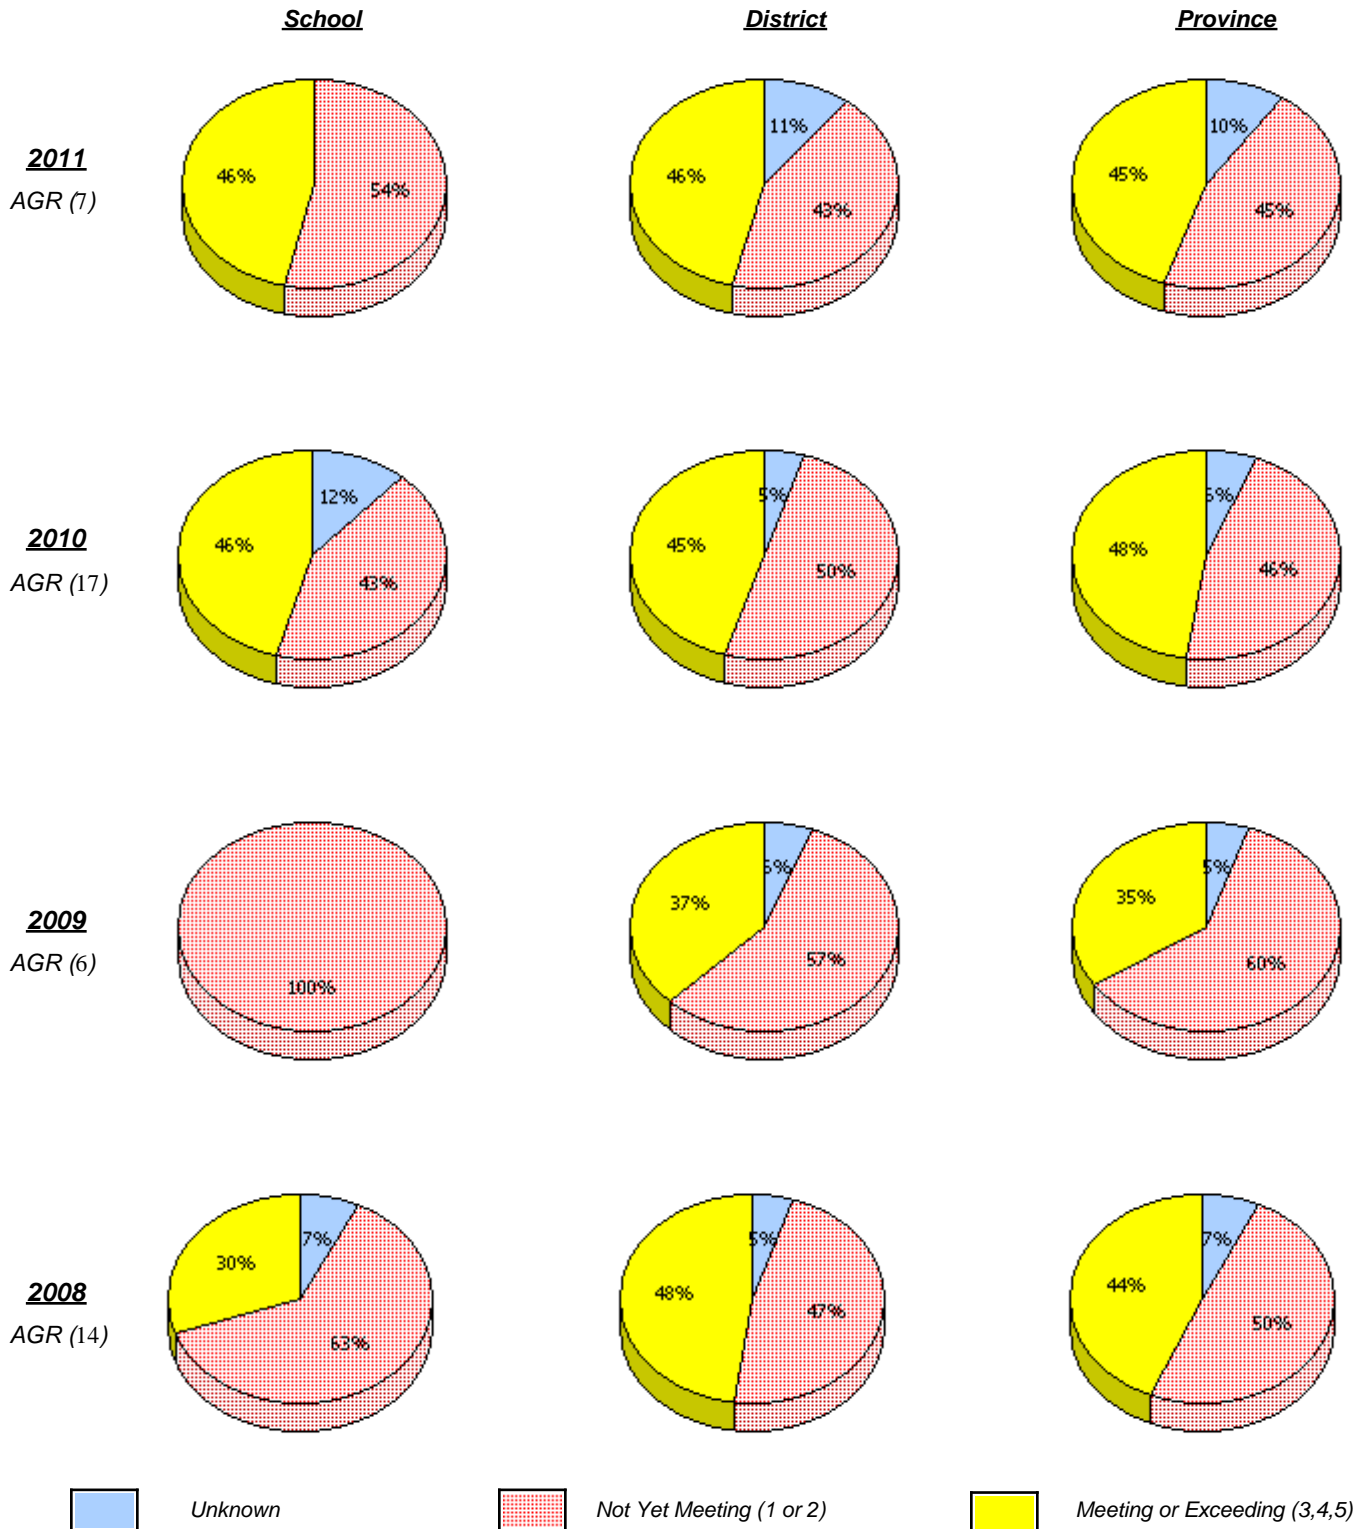 School District Province
2011
AGR (7)
46% 54%
11% 46% 43%
10% 45% 45%
2010
AGR (17)
12% 46% 43%
5% 45% 50%
48% 46%
2009
AGR (6)
100%
37% 57%
5% 35% 60%
2008
AGR (14)
7% 30% 63%
5% 48% 47%
7% 44% 50%
Unknown Not Yet Meeting (1 or 2) Meeting or Exceeding (3,4,5)